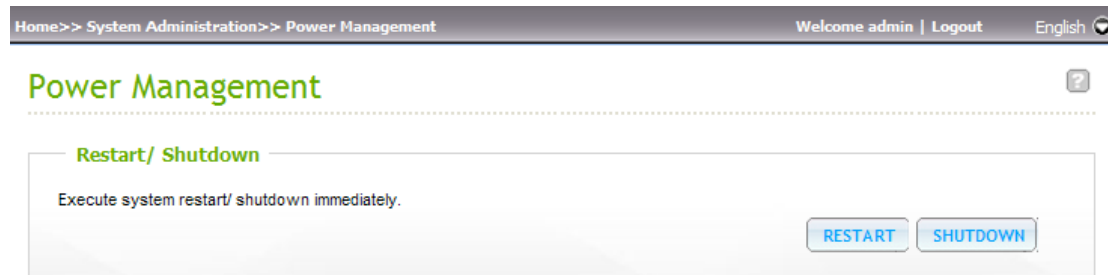 Home>> System Administration>> Power Management Welcome admin | Logout English
Power Management ?
Restart/ Shutdown
Execute system restart/ shutdown immediately.
RESTART SHUTDOWN